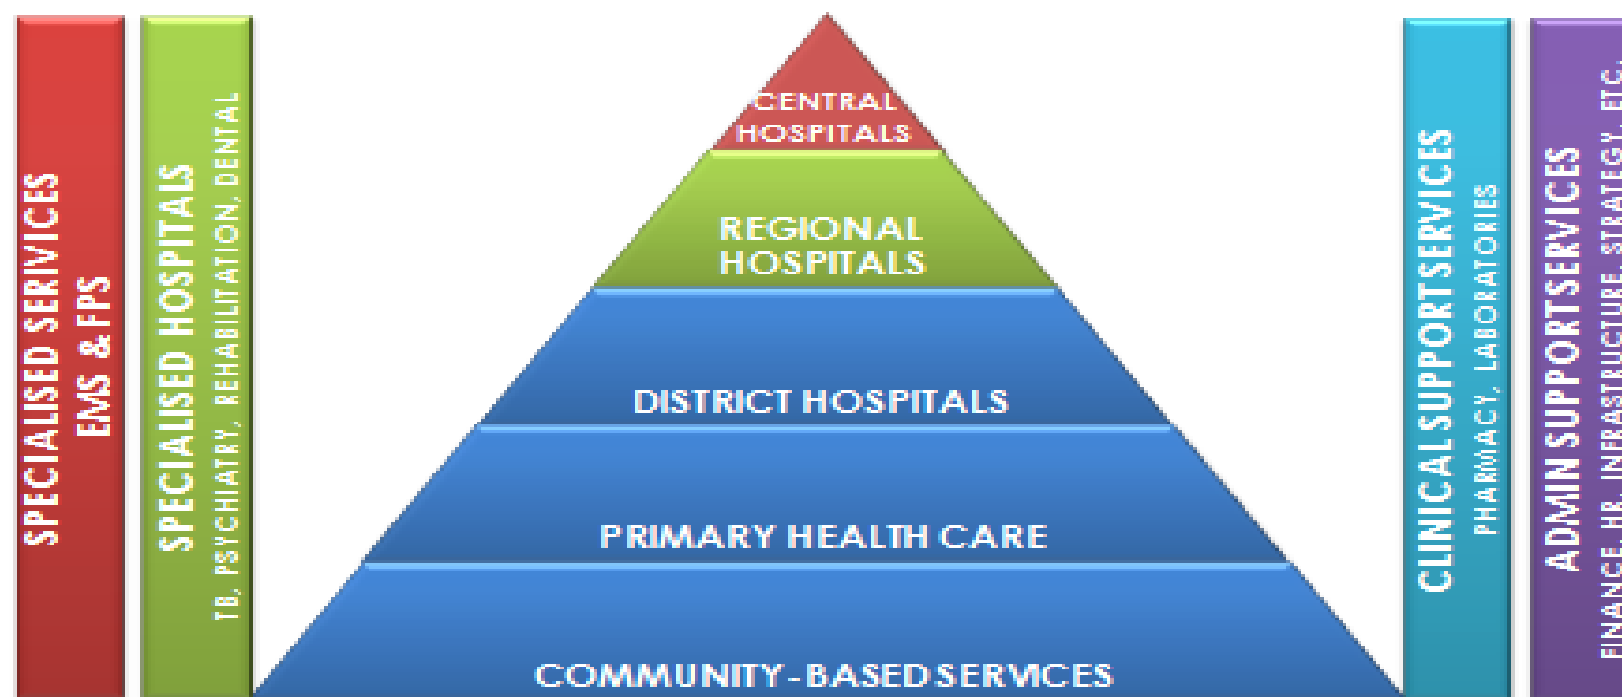 SPECIALISED SERIVICES
EMS & FPS
SPECIALISED HOSPITALS
TB, PSYCHIATRY, REHABILITATION, DENTAL
CENTRAL
HOSPITALS
REGIONAL
HOSPITALS
DISTRICT HOSPITALS
PRIMARY HEALTH CARE
COMMUNITY-BASED SERVICES
CLINICAL SUPPORT SERVICES
PHARMACY, LABORATORIES
ADMIN SUPPORT SERVICES
FINANCE, HR, INFRASTRUCTURE, STRATEGY, ETC.